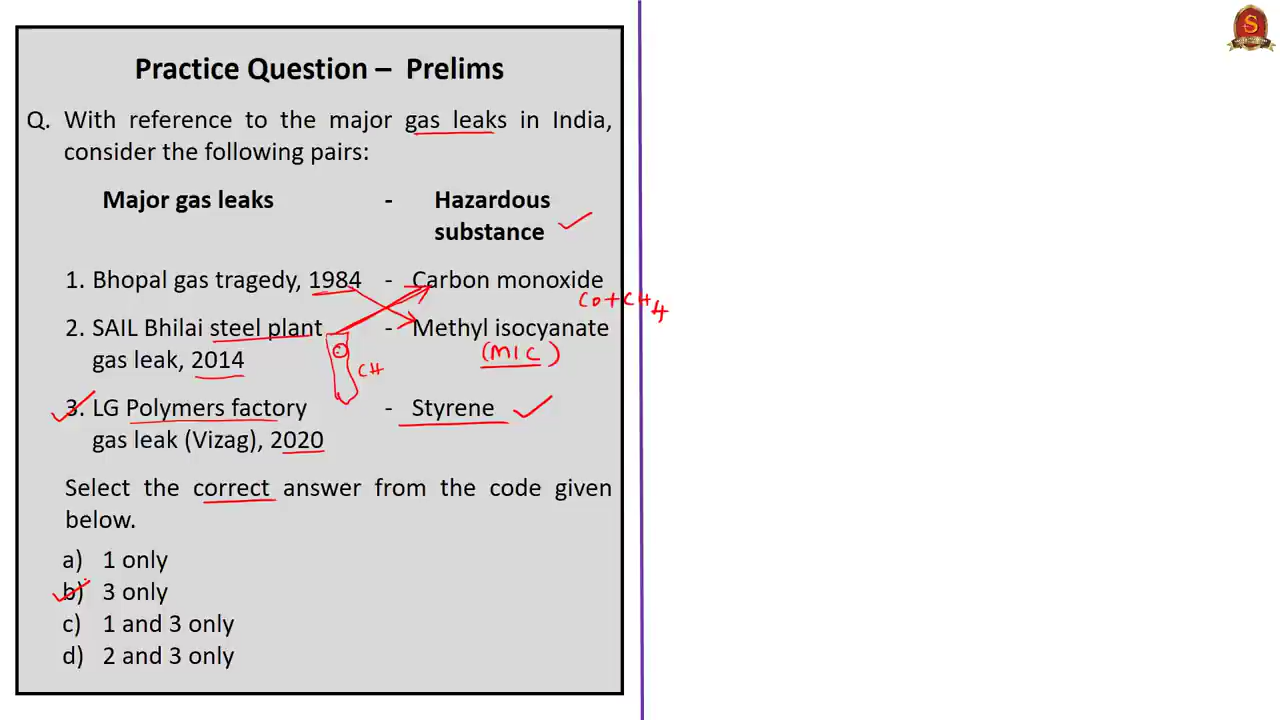 Practice Question – Prelims
Q. With reference to the major gas leaks in India,
consider the following pairs:
Major gas leaks - Hazardous
substance
1. Bhopal gas tragedy, 1984 - Carbon monoxide
CO+CH4
2. SAIL Bhilai steel plant - Methyl isocyanate
gas leak, 2014 (MIC)
CH
3. LG Polymers factory - Styrene
gas leak (Vizag), 2020
Select the correct answer from the code given
below.
a) 1 only
b) 3 only
c) 1 and 3 only
d) 2 and 3 only
S